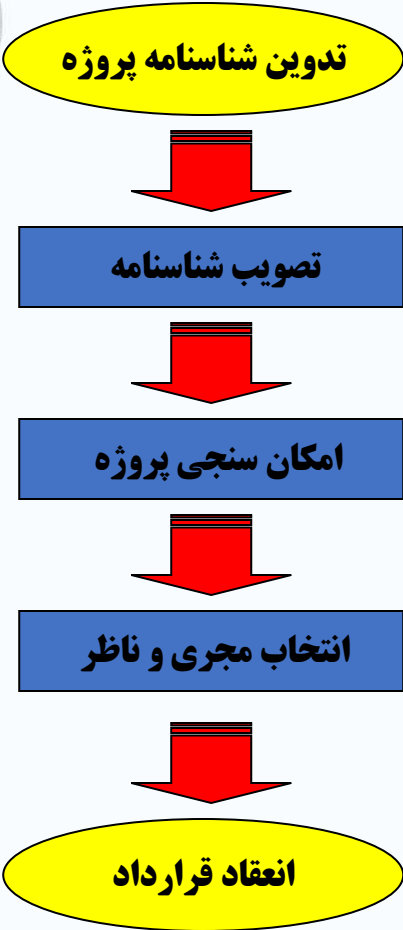 تدوین شناسنامه پروژه
تصویب شناسنامه
امکان سنجی پروژه
انتخاب مجری و ناظر
انعقاد قرارداد